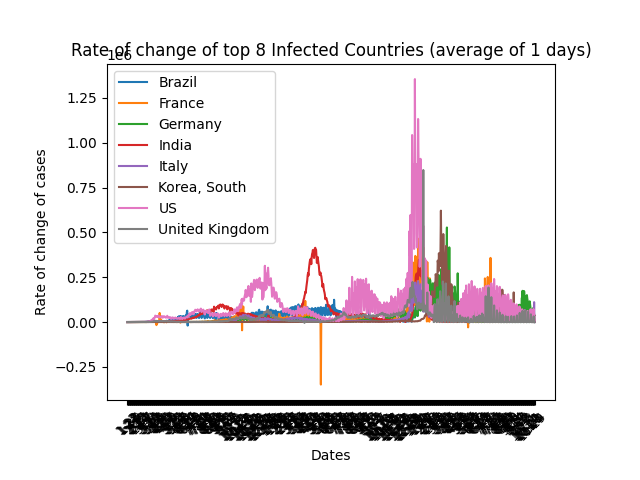 Rate of change of top 8 Infected Countries (average of 1 days)
1e6
Brazil
France
Germany
India
Italy
Korea, South
US
United Kingdom
1.25
1.00
0.75
0.50
0.25
0.00
−0.25
Rate of change of cases
Dates